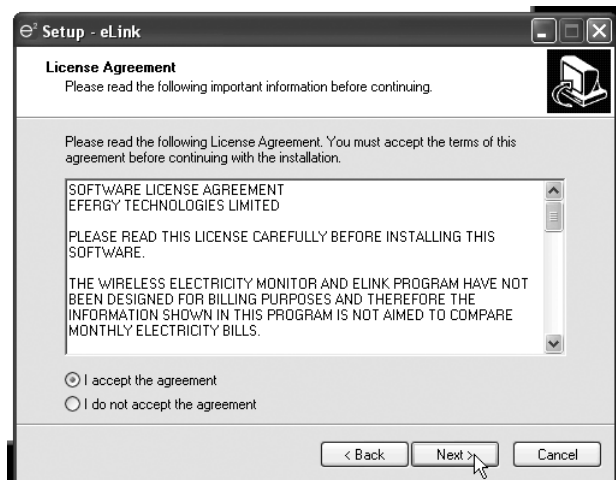 e² Setup - eLink
License Agreement
Please read the following important information before continuing.
Please read the following License Agreement. You must accept the terms of this
agreement before continuing with the installation.
SOFTWARE LICENSE AGREEMENT
EFERGY TECHNOLOGIES LIMITED
PLEASE READ THIS LICENSE CAREFULLY BEFORE INSTALLING THIS
SOFTWARE.
THE WIRELESS ELECTRICITY MONITOR AND ELINK PROGRAM HAVE NOT
BEEN DESIGNED FOR BILLING PURPOSES AND THEREFORE THE
INFORMATION SHOWN IN THIS PROGRAM IS NOT AIMED TO COMPARE
MONTHLY ELECTRICITY BILLS.
I accept the agreement
I do not accept the agreement
< Back Next > Cancel